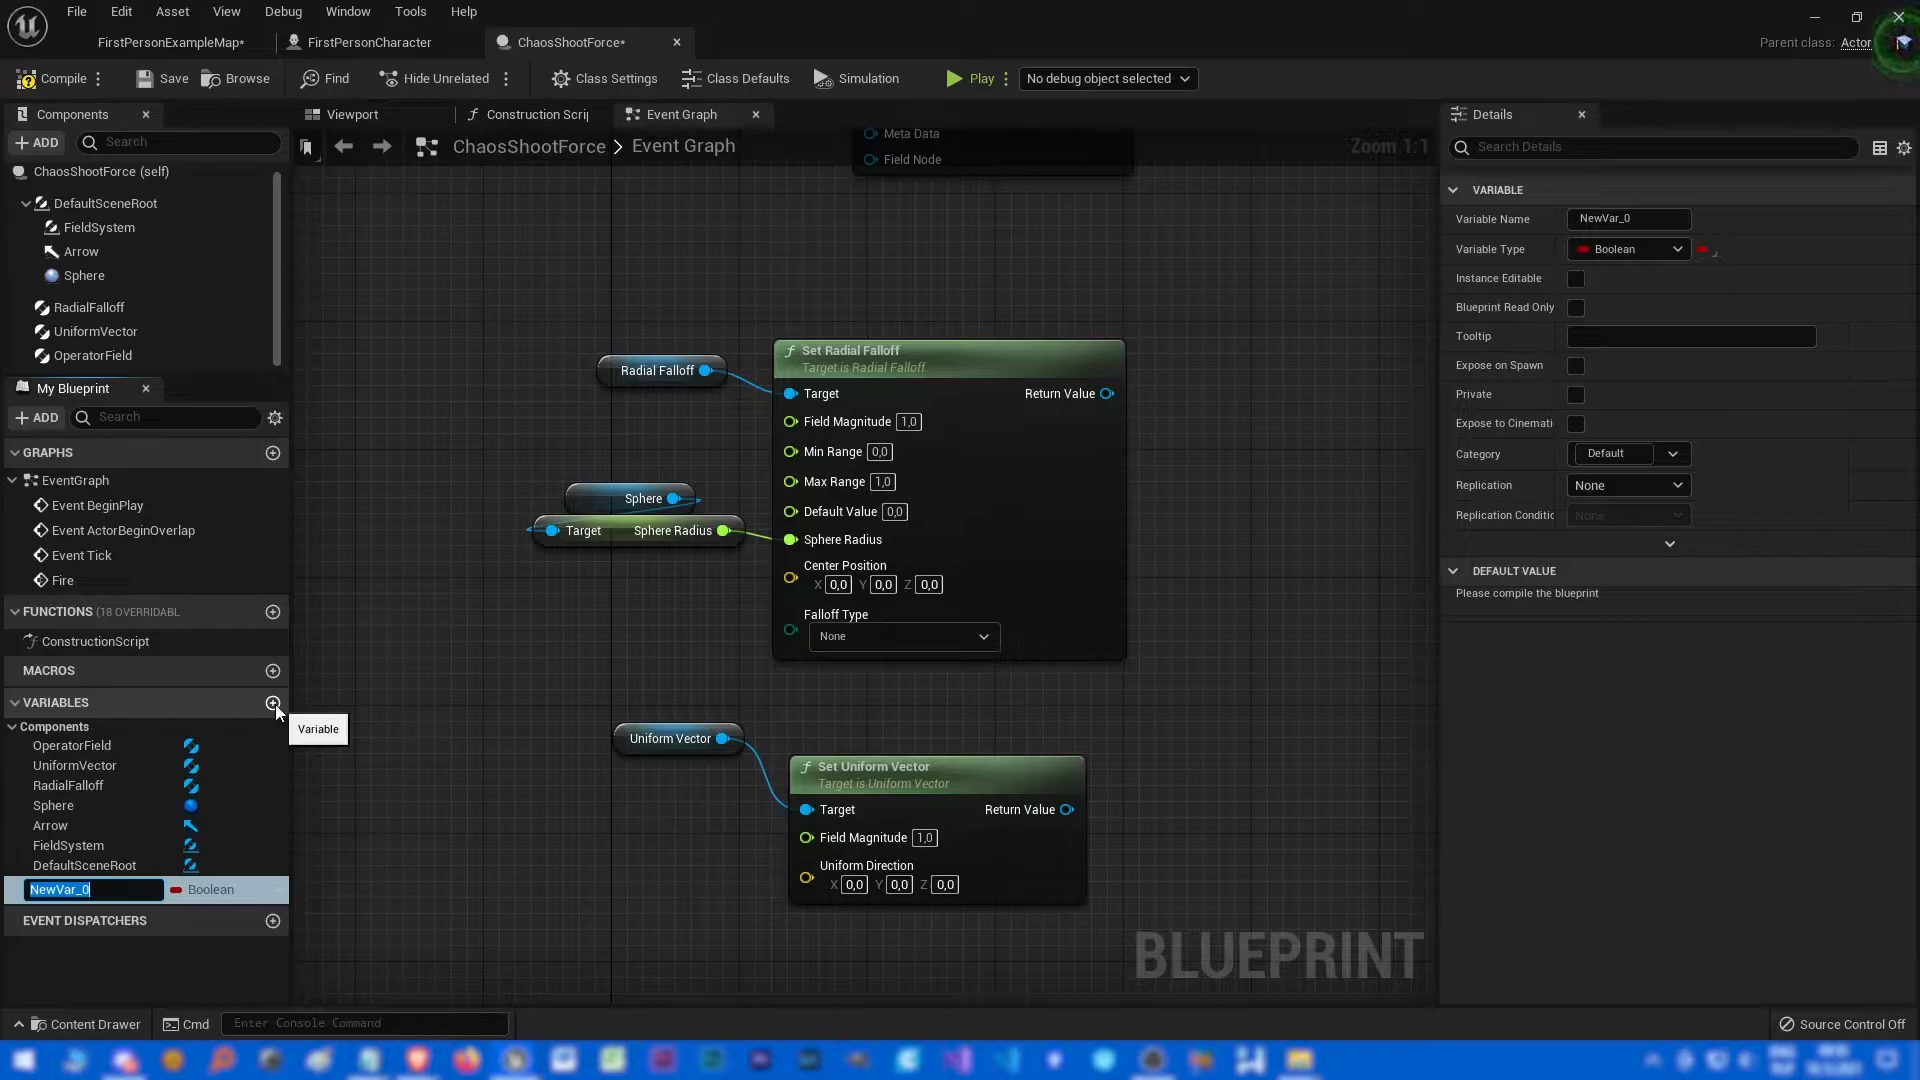 File Edit Asset View Debug Window Tools Help
FirstPersonExampleMap* FirstPersonCharacter ChaosShootForce* Parent class: Actor
Compile Save Browse Find Hide Unrelated Class Settings Class Defaults Simulation Play No debug object selected
Components Viewport Construction Scrip Event Graph Details
+ ADD Search
ChaosShootForce > Event Graph Zoom 1:1
Search Details
ChaosShootForce (self)
DefaultSceneRoot
FieldSystem
Arrow
Sphere
RadialFalloff
UniformVector
OperatorField
My Blueprint
+ ADD Search
GRAPHS
EventGraph
Event BeginPlay
Event ActorBeginOverlap
Event Tick
Fire
FUNCTIONS (18 OVERRIDABL
ConstructionScript
MACROS
VARIABLES
Variable
Components
OperatorField
UniformVector
RadialFalloff
Sphere
Arrow
FieldSystem
DefaultSceneRoot
NewVar_0 Boolean
EVENT DISPATCHERS
Meta Data
Field Node
Radial Falloff
Set Radial Falloff
Target is Radial Falloff
Target Return Value
Field Magnitude 1,0
Min Range 0,0
Max Range 1,0
Default Value 0,0
Sphere
Target Sphere Radius
Sphere Radius
Center Position
X 0,0 Y 0,0 Z 0,0
Falloff Type
None
Uniform Vector
Set Uniform Vector
Target is Uniform Vector
Target Return Value
Field Magnitude 1,0
Uniform Direction
X 0,0 Y 0,0 Z 0,0
BLUEPRINT
VARIABLE
Variable Name NewVar_0
Variable Type Boolean
Instance Editable
Blueprint Read Only
Tooltip
Expose on Spawn
Private
Expose to Cinemati
Category Default
Replication None
Replication Conditic None
DEFAULT VALUE
Please compile the blueprint
Content Drawer Cmd Enter Console Command Source Control Off